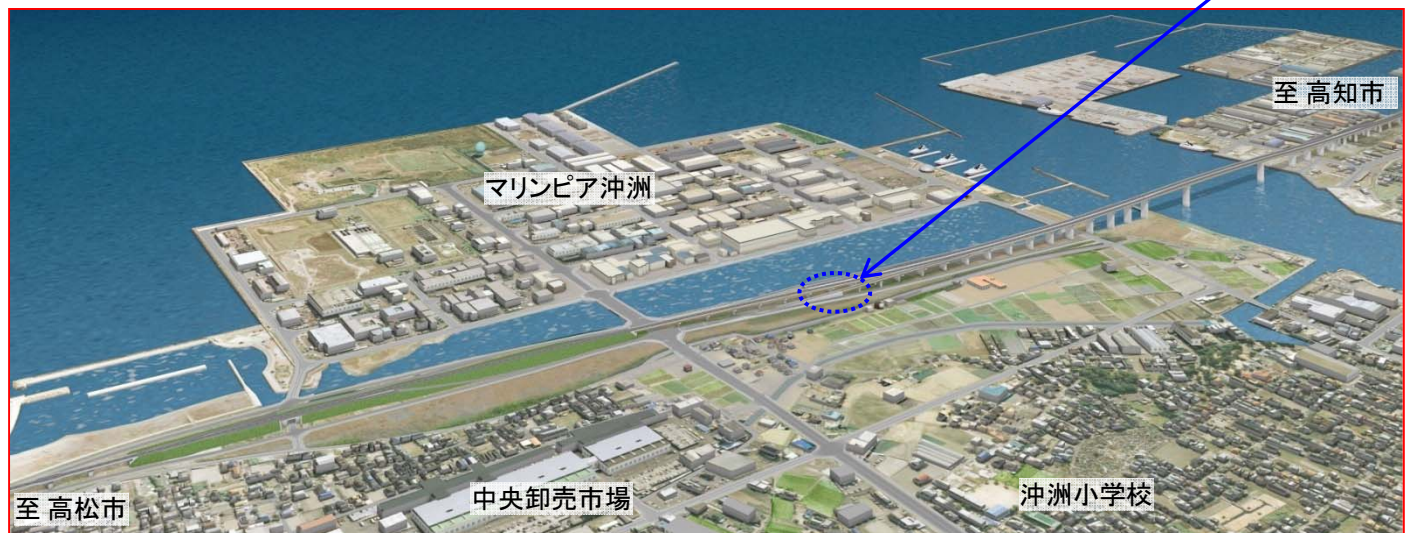 至 高知市
マリンピア沖洲
中央卸売市場
沖洲小学校
至 高松市